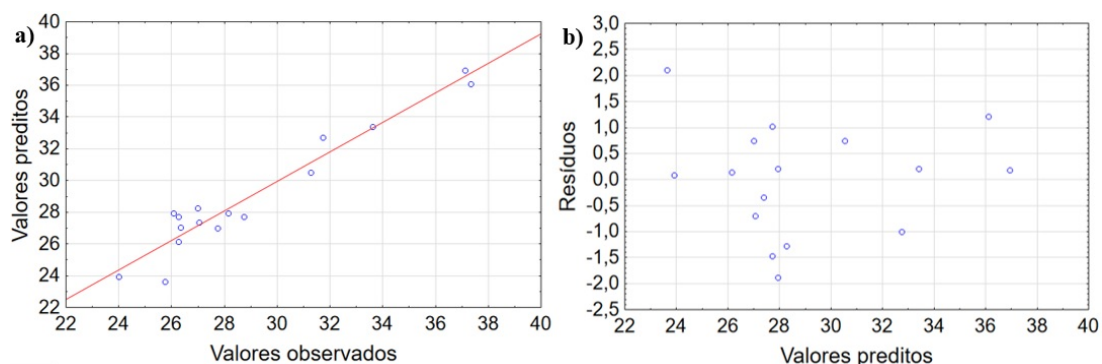 a)
40
38
36
34
32
30
28
26
24
22
Valores preditos
22 24 26 28 30 32 34 36 38 40
Valores observados
b)
3,0
2,5
2,0
1,5
1,0
0,5
0,0
-0,5
-1,0
-1,5
-2,0
-2,5
Resíduos
22 24 26 28 30 32 34 36 38 40
Valores preditos